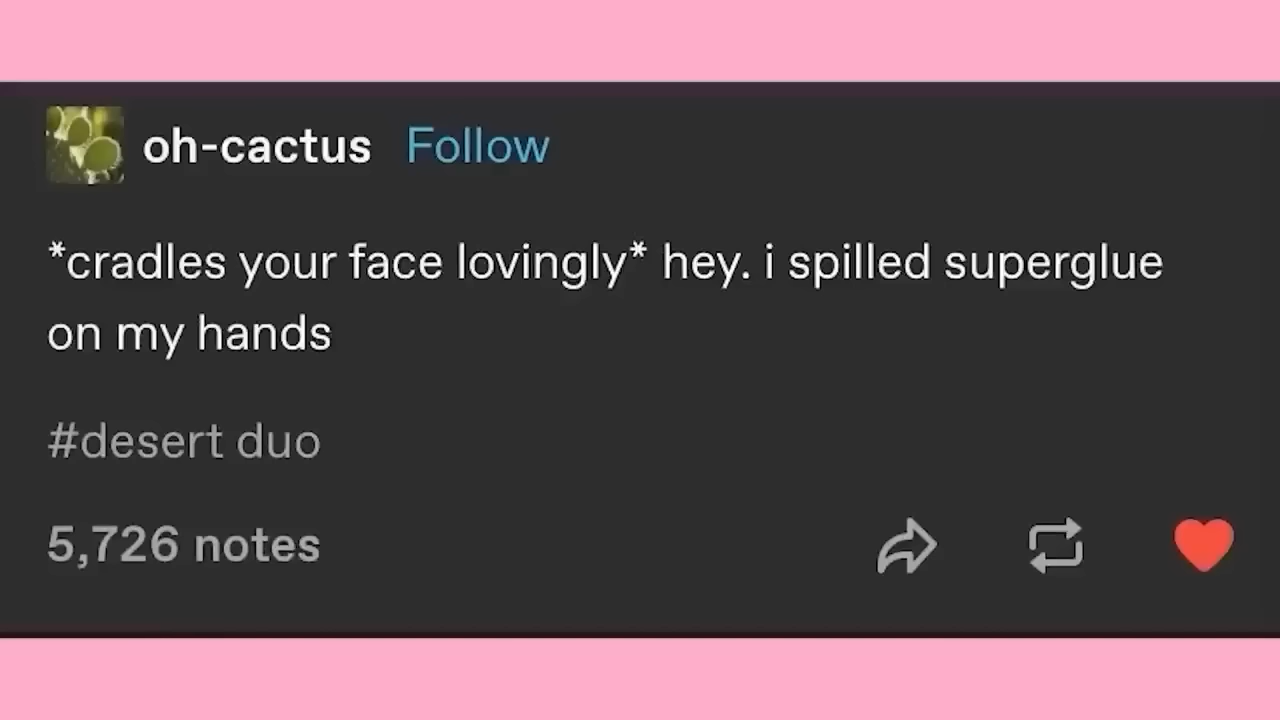 oh-cactus Follow
*cradles your face lovingly* hey. i spilled superglue
on my hands
#desert duo
5,726 notes